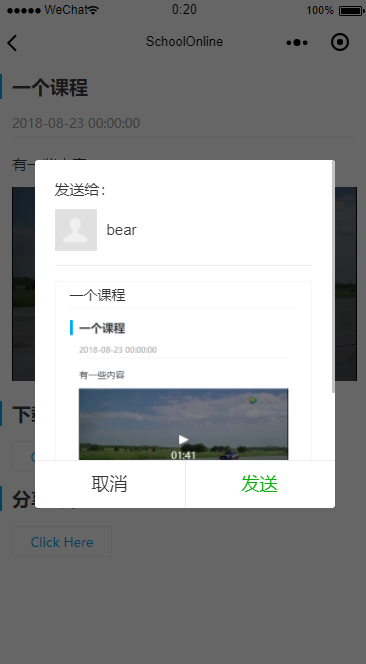 WeChat
0:20
100%
SchoolOnline
一个课程
2018-08-23 00:00:00
发送给：
bear
一个课程
一个课程
2018-08-23 00:00:00
有一些内容
01:41
取消
发送
Click Here